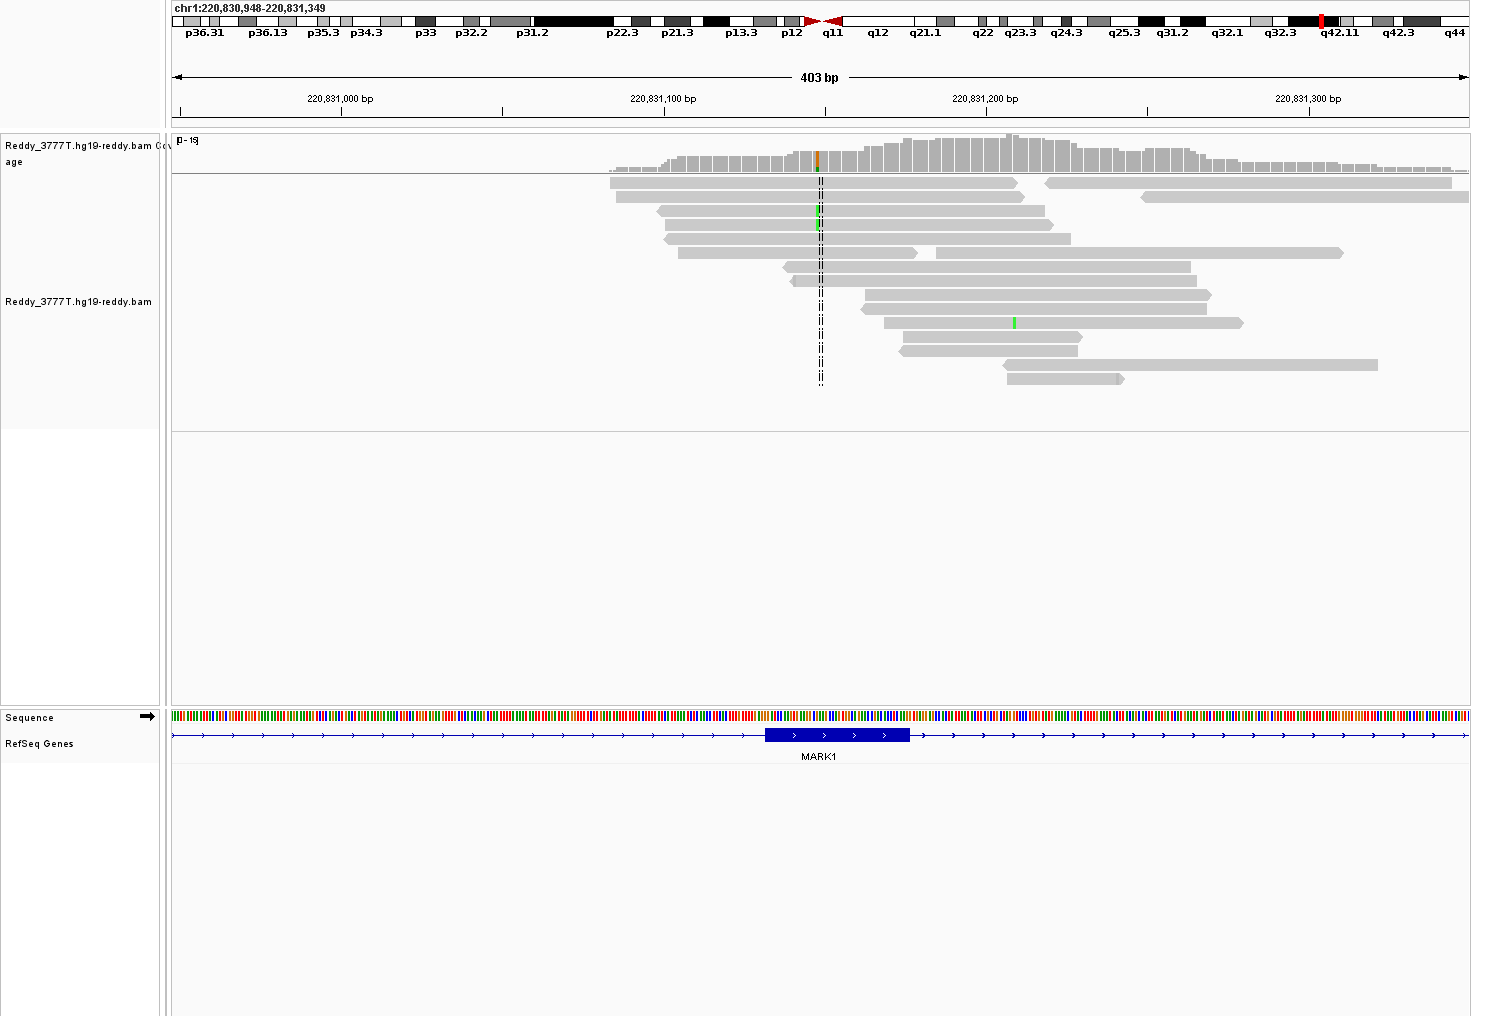 chr1:220,830,948-220,831,349
p36.31 p36.13 p35.3 p34.3 p33 p32.2 p31.2 p22.3 p21.3 p13.3 p12 q11 q12 q21.1 q22 q23.3 q24.3 q25.3 q31.2 q32.1 q32.3 q42.11 q42.3 q44
403 bp
220,831,000 bp 220,831,100 bp 220,831,200 bp 220,831,300 bp
Reddy_3777T.hg19-reddy.bam Cov
age
[0 - 15]
Reddy_3777T.hg19-reddy.bam
Sequence
RefSeq Genes
MARK1